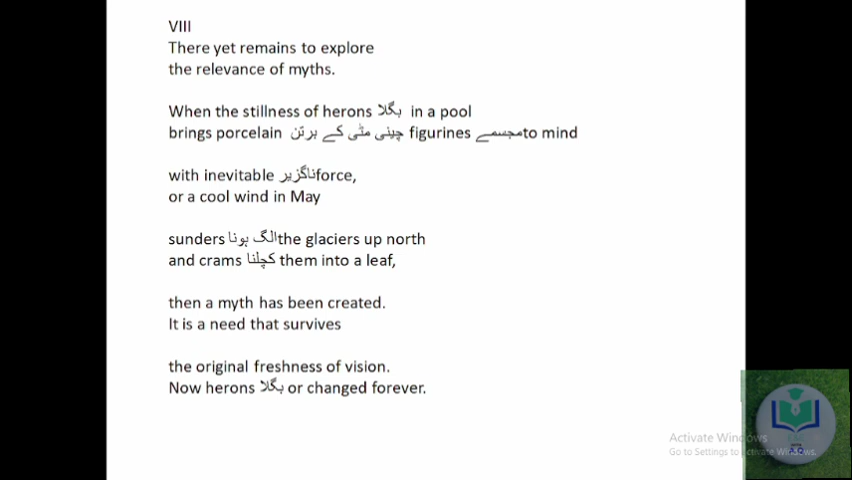 VIII
There yet remains to explore
the relevance of myths.
When the stillness of herons بگلا in a pool
brings porcelain چینی مٹی کے برتن figurines مجسمے to mind
with inevitable ناگزیر force,
or a cool wind in May
sunders الگ ہونا the glaciers up north
and crams کچلنا them into a leaf,
then a myth has been created.
It is a need that survives
the original freshness of vision.
Now herons بگلا or changed forever.
Activate Windows
Go to Settings to Activate Windows.